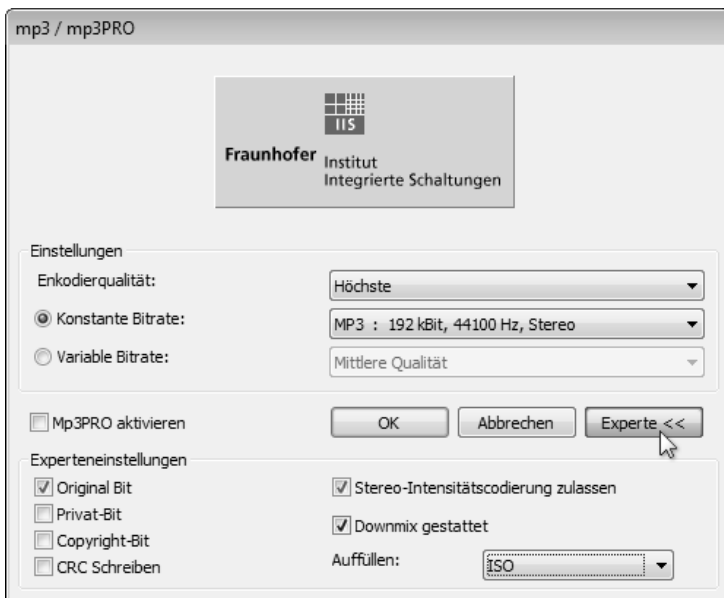 mp3 / mp3PRO
IIS
Fraunhofer Institut
Integrierte Schaltungen
Einstellungen
Enkodierqualität: Höchste
Konstante Bitrate: MP3 : 192 kBit, 44100 Hz, Stereo
Variable Bitrate: Mittlere Qualität
Mp3PRO aktivieren OK Abbrechen Experte <<
Experteneinstellungen
Original Bit Stereo-Intensitätscodierung zulassen
Privat-Bit
Downmix gestattet
Copyright-Bit
CRC Schreiben Auffüllen: ISO